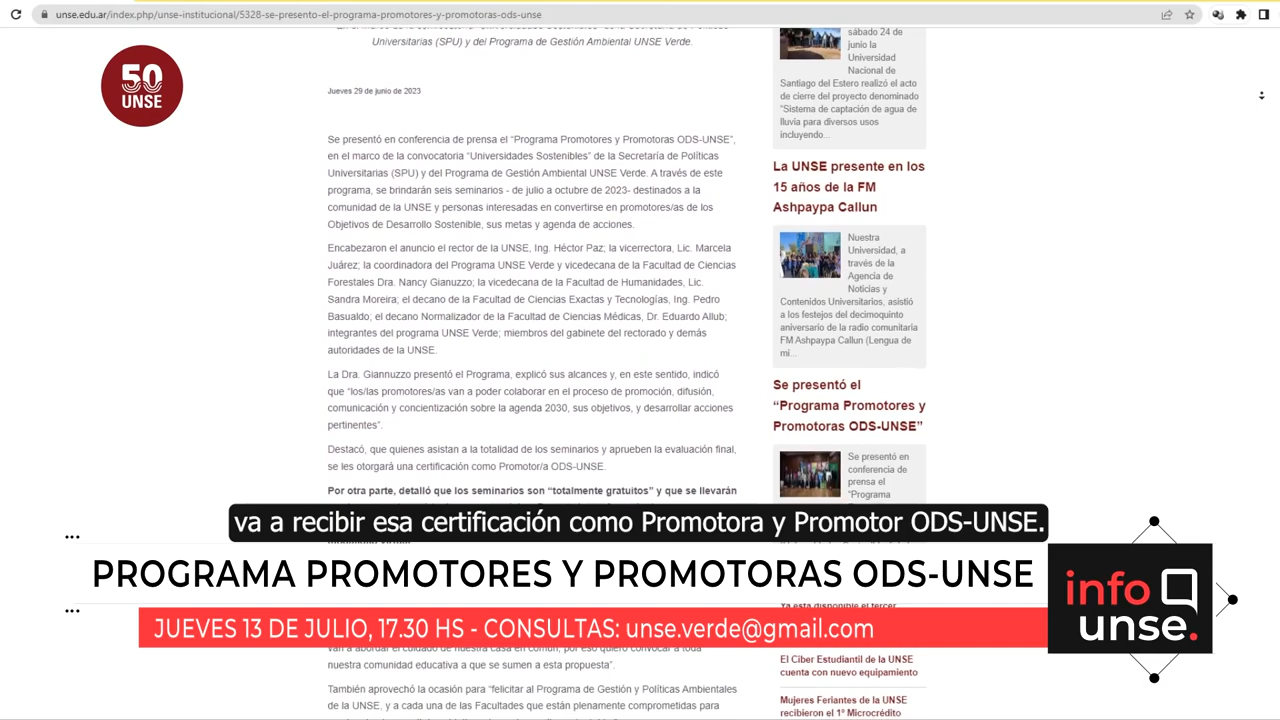 unse.edu.ar/index.php/unse-institucional/5328-se-presento-el-programa-promotores-y-promotoras-ods-unse
Universitarias (SPU) y del Programa de Gestión Ambiental UNSE Verde.
50
UNSE
Jueves 29 de junio de 2023
Se presentó en conferencia de prensa el “Programa Promotores y Promotoras ODS-UNSE”,
en el marco de la convocatoria “Universidades Sostenibles” de la Secretaría de Políticas
Universitarias (SPU) y del Programa de Gestión Ambiental UNSE Verde. A través de este
programa, se brindarán seis seminarios - de julio a octubre de 2023- destinados a la
comunidad de la UNSE y personas interesadas en convertirse en promotores/as de los
Objetivos de Desarrollo Sostenible, sus metas y agenda de acciones.
Encabezaron el anuncio el rector de la UNSE, Ing. Héctor Paz; la vicerrectora, Lic. Marcela
Juárez; la coordinadora del Programa UNSE Verde y vicedecana de la Facultad de Ciencias
Forestales Dra. Nancy Gianuzzo; la vicedecana de la Facultad de Humanidades, Lic.
Sandra Moreira; el decano de la Facultad de Ciencias Exactas y Tecnologías, Ing. Pedro
Basualdo; el decano Normalizador de la Facultad de Ciencias Médicas, Dr. Eduardo Allub;
integrantes del programa UNSE Verde; miembros del gabinete del rectorado y demás
autoridades de la UNSE.
La Dra. Giannuzzo presentó el Programa, explicó sus alcances y, en este sentido, indicó
que “los/las promotores/as van a poder colaborar en el proceso de promoción, difusión,
comunicación y concientización sobre la agenda 2030, sus objetivos, y desarrollar acciones
pertinentes”.
Destacó, que quienes asistan a la totalidad de los seminarios y aprueben la evaluación final,
se les otorgará una certificación como Promotor/a ODS-UNSE.
Por otra parte, detalló que los seminarios son “totalmente gratuitos” y que se llevarán
nuestra comunidad educativa a que se sumen a esta propuesta”.
También aprovechó la ocasión para “felicitar al Programa de Gestión y Políticas Ambientales
de la UNSE, y a cada una de las Facultades que están plenamente comprometidas para
sábado 24 de
junio la
Universidad
Nacional de
Santiago del Estero realizó el acto
de cierre del proyecto denominado
“Sistema de captación de agua de
lluvia para diversos usos
incluyendo...
La UNSE presente en los
15 años de la FM
Ashpaypa Callun
Nuestra
Universidad, a
través de la
Agencia de
Noticias y
Contenidos Universitarios, asistió
a los festejos del decimoquinto
aniversario de la radio comunitaria
FM Ashpaypa Callun (Lengua de
mi...
Se presentó el
“Programa Promotores y
Promotoras ODS-UNSE”
Se presentó en
conferencia de
prensa el
“Programa
Ya está disponible el tercer
El Ciber Estudiantil de la UNSE
cuenta con nuevo equipamiento
Mujeres Feriantes de la UNSE
recibieron el 1º Microcrédito
va a recibir esa certificación como Promotora y Promotor ODS-UNSE.
PROGRAMA PROMOTORES Y PROMOTORAS ODS-UNSE
JUEVES 13 DE JULIO, 17.30 HS - CONSULTAS: unse.verde@gmail.com
info
unse.